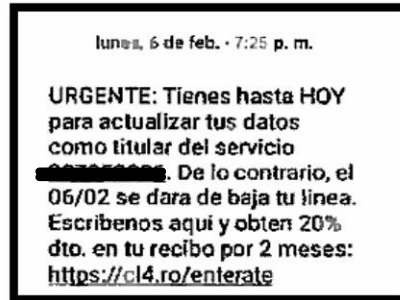 lunes, 6 de feb. · 7:25 p. m.
URGENTE: Tienes hasta HOY
para actualizar tus datos
como titular del servicio
. De lo contrario, el
06/02 se dara de baja tu linea.
Escribenos aqui y obten 20%
dto. en tu recibo por 2 meses:
https://cl4.ro/enterate